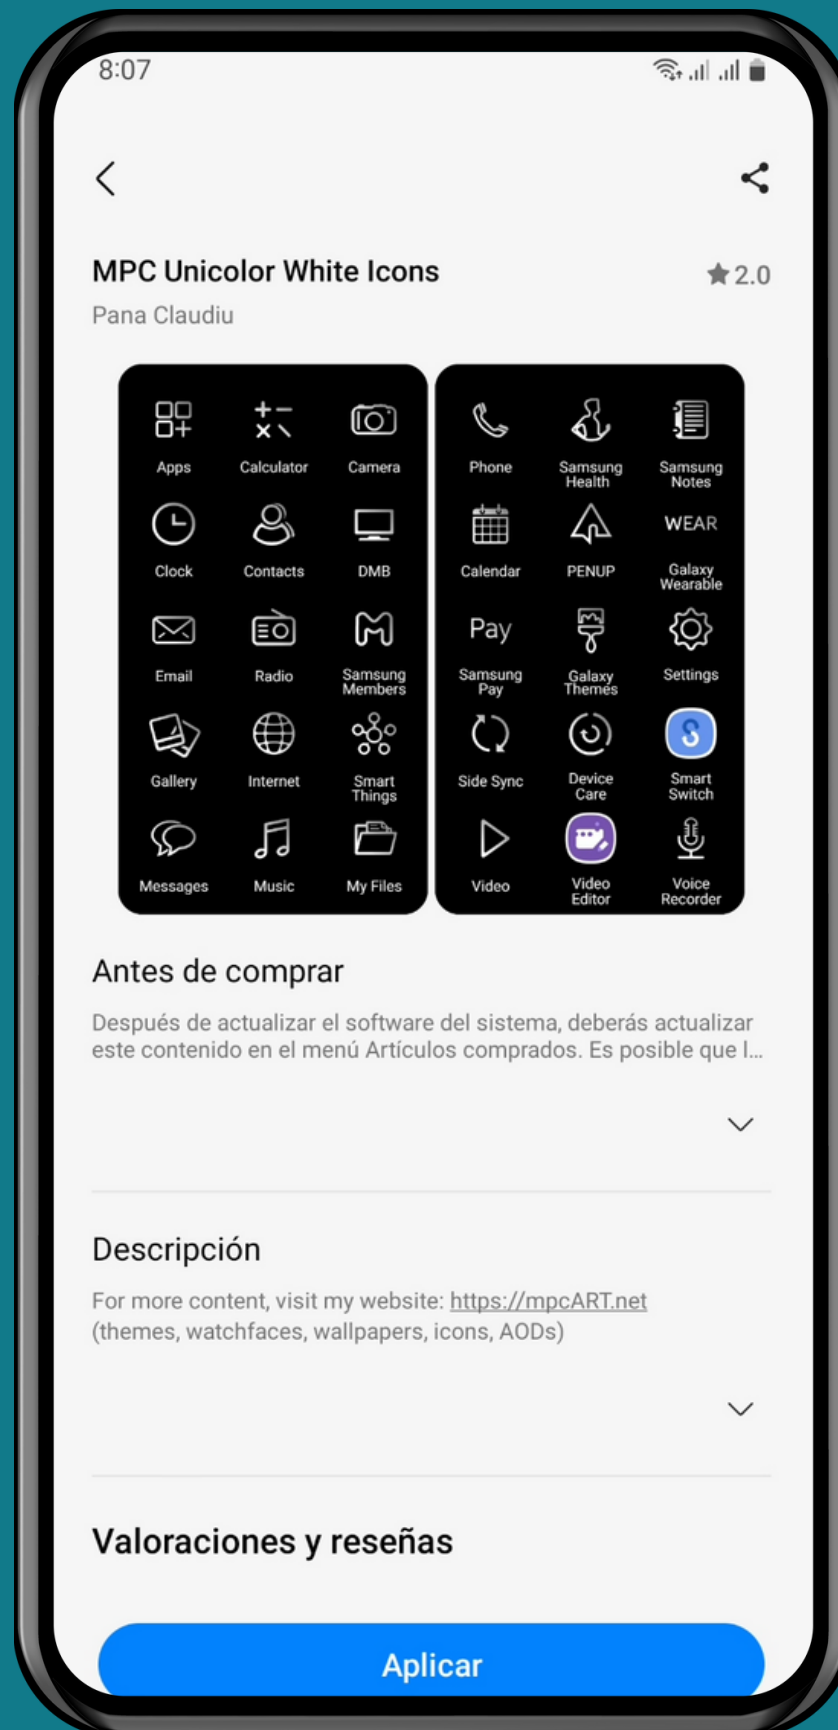 8:07
MPC Unicolor White Icons
2.0
Pana Claudiu
Apps Calculator Camera
Clock Contacts DMB
Email Radio Samsung Members
Gallery Internet Smart Things
Messages Music My Files
Phone Samsung Health Samsung Notes
WEAR
Calendar PENUP Galaxy Wearable
Pay
Samsung Pay Galaxy Themes Settings
S
Side Sync Device Care Smart Switch
Video Video Editor Voice Recorder
Antes de comprar
Después de actualizar el software del sistema, deberás actualizar
este contenido en el menú Artículos comprados. Es posible que l...
Descripción
For more content, visit my website: https://mpcART.net
(themes, watchfaces, wallpapers, icons, AODs)
Valoraciones y reseñas
Aplicar